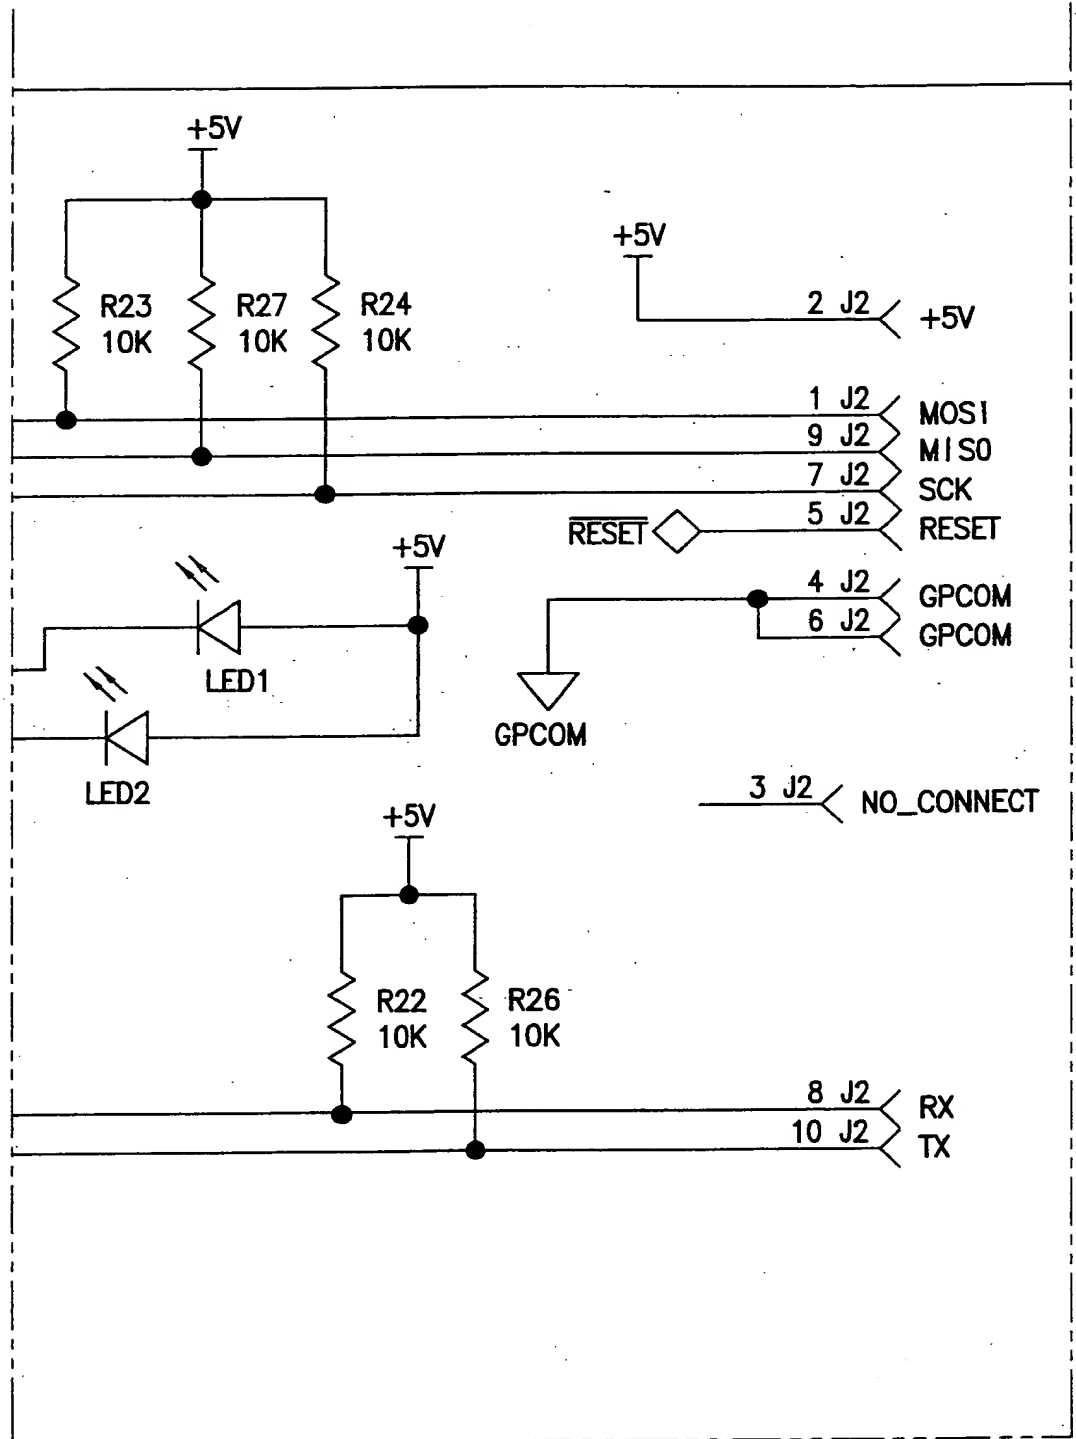 +5V
R23
10K
R27
10K
R24
10K
+5V
2 J2 +5V
1 J2 MOSI
9 J2 MISO
7 J2 SCK
RESET 5 J2 RESET
+5V
LED1
4 J2 GPCOM
6 J2 GPCOM
GPCOM
LED2
3 J2 NO_CONNECT
+5V
R22
10K
R26
10K
8 J2 RX
10 J2 TX